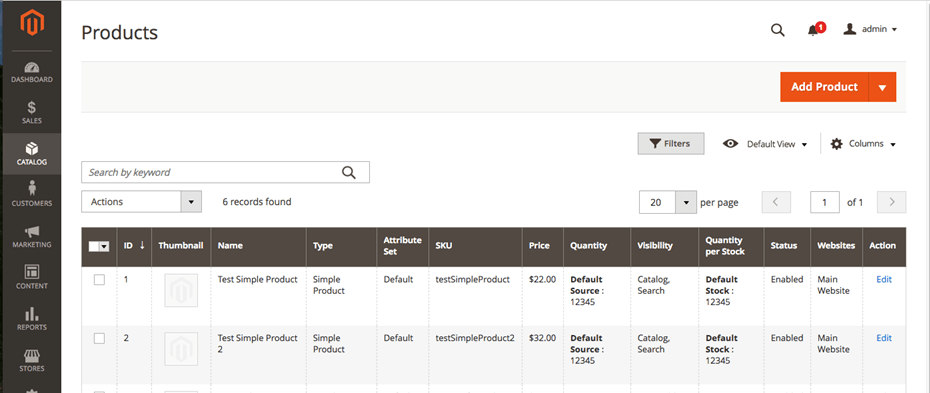 Products
1
admin
DASHBOARD
SALES
CATALOG
CUSTOMERS
MARKETING
CONTENT
REPORTS
STORES
Add Product
Filters
Default View
Columns
Search by keyword
Actions
6 records found
20
per page
1
of 1
ID ↓ Thumbnail Name Type Attribute Set SKU Price Quantity Visibility Quantity per Stock Status Websites Action
1 Test Simple Product Simple Product Default testSimpleProduct $22.00 Default Source : 12345 Catalog, Search Default Stock : 12345 Enabled Main Website Edit
2 Test Simple Product 2 Simple Product Default testSimpleProduct2 $32.00 Default Source : 12345 Catalog, Search Default Stock : 12345 Enabled Main Website Edit